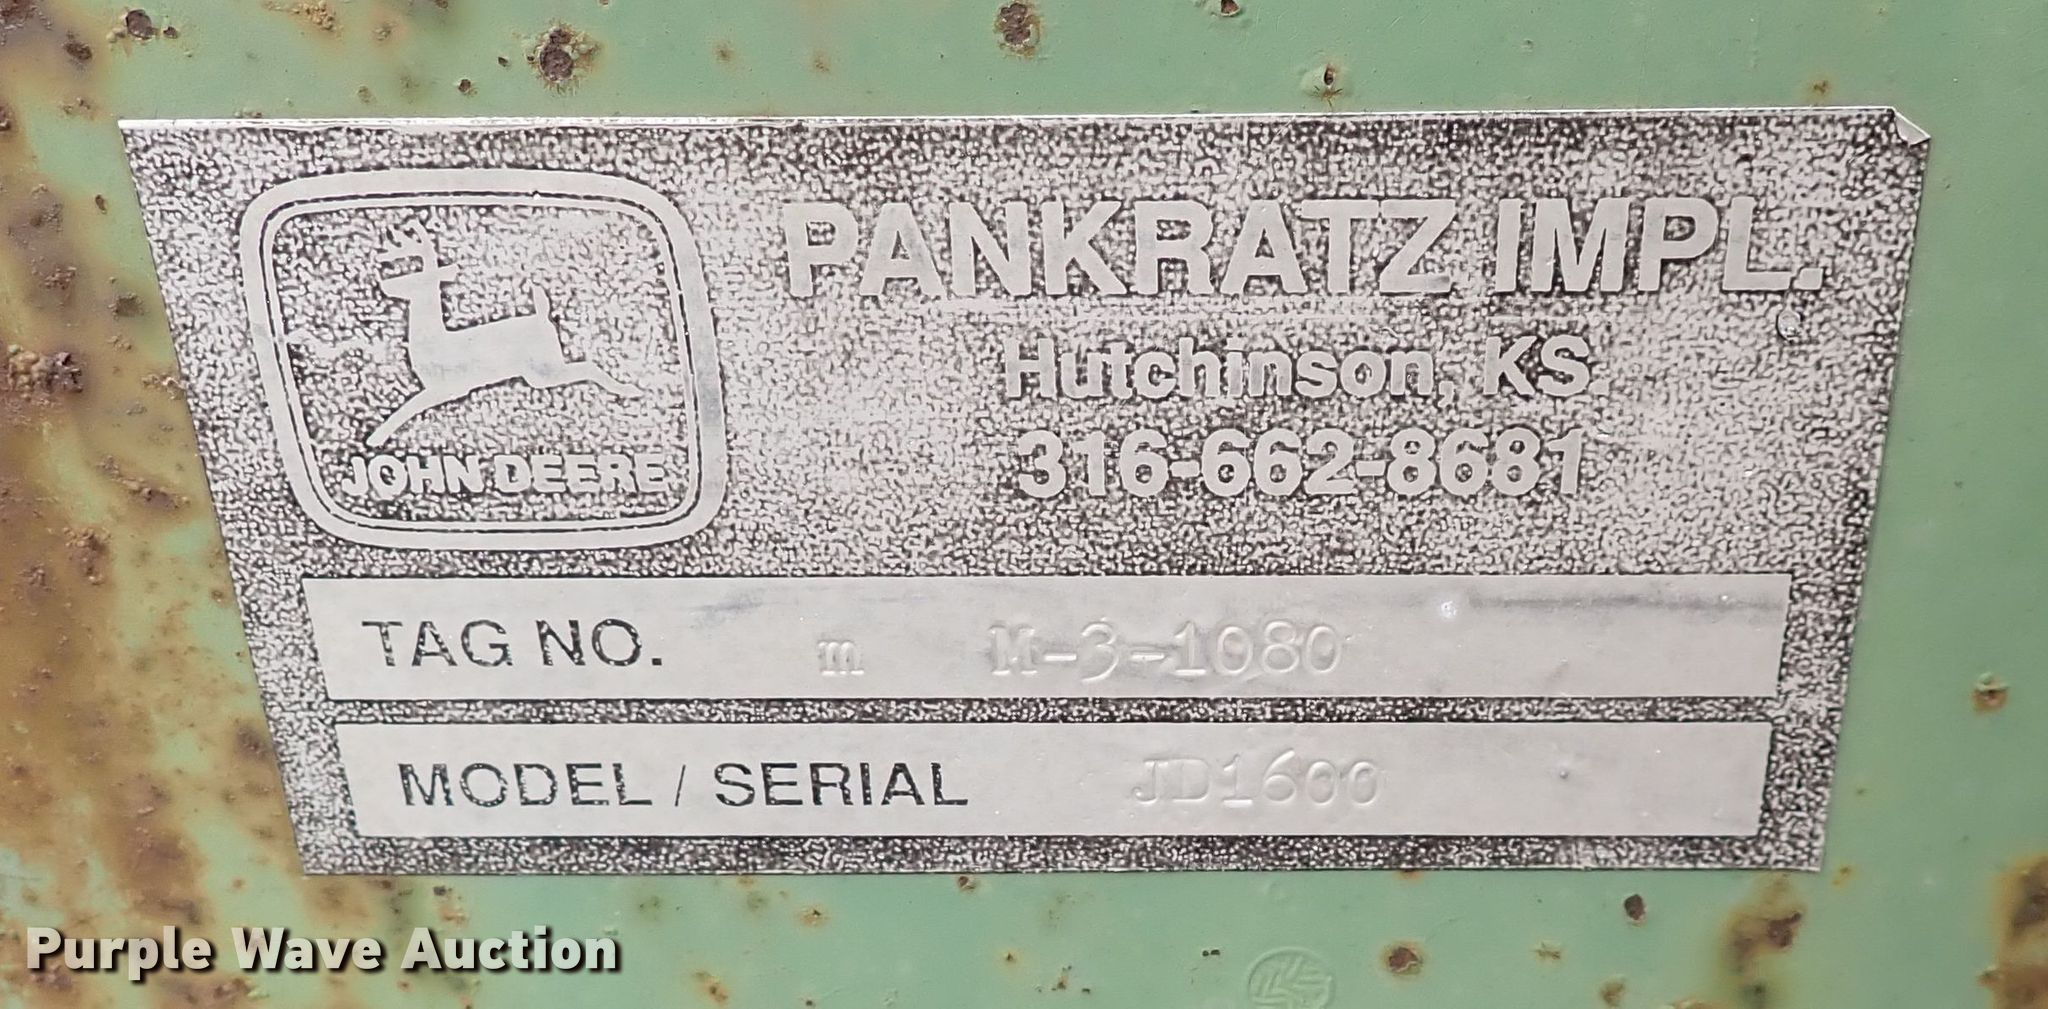 PANKRATZ IMPL.
Hutchinson, KS.
316-662-8681
JOHN DEERE
TAG NO. m M-3-1080
MODEL / SERIAL JD1600
Purple Wave Auction